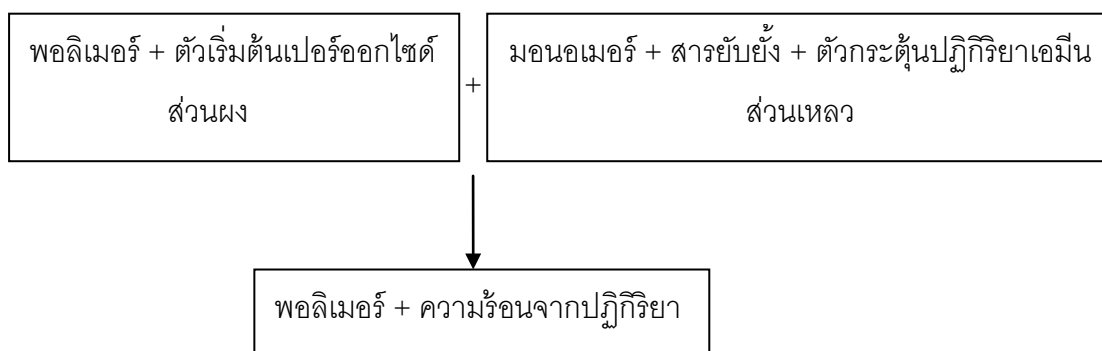 พอลิเมอร์ + ตัวเริ่มต้นเปอร์ออกไซด์
ส่วนผง
+
มอนอเมอร์ + สารยับยั้ง + ตัวกระตุ้นปฏิกิริยาเอมีน
ส่วนเหลว
พอลิเมอร์ + ความร้อนจากปฏิกิริยา